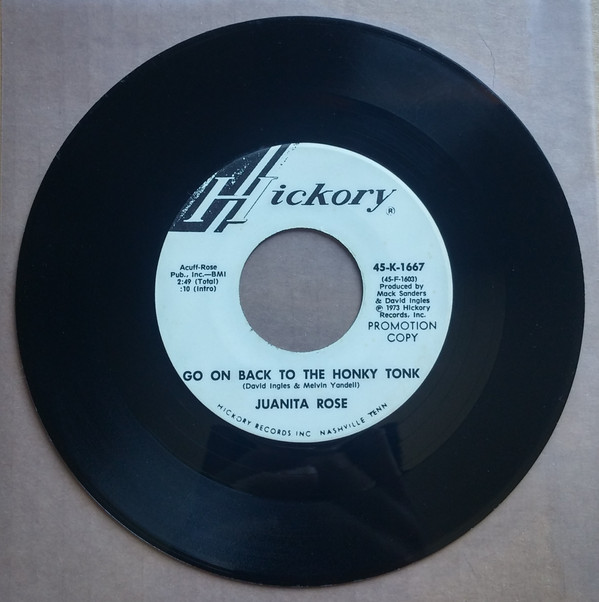 Hickory ®
Acuff-Rose
Pub., Inc.—BMI
2:49 (Total)
:10 (Intro)
45-K-1667
(45-F-1603)
Produced by
Mack Sanders
& David Ingles
℗ 1973 Hickory
Records, Inc.
PROMOTION
COPY
GO ON BACK TO THE HONKY TONK
(David Ingles & Melvin Yandell)
JUANITA ROSE
HICKORY RECORDS INC NASHVILLE TENN